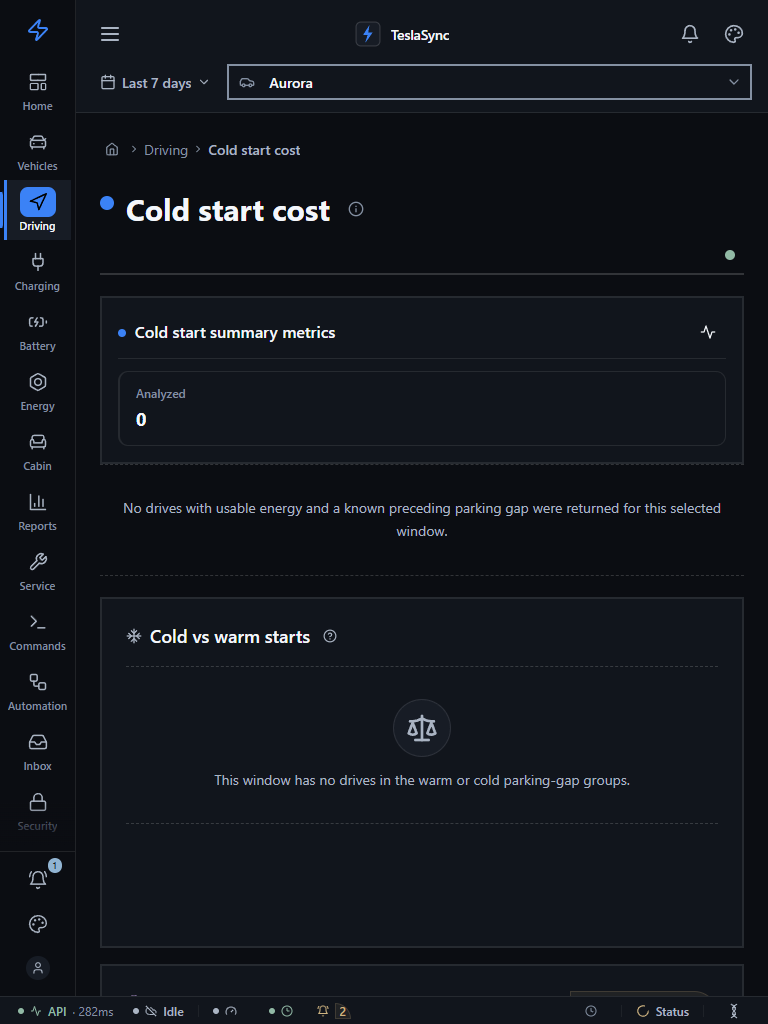 TeslaSync
Last 7 days
Aurora
Home
Vehicles
Driving
Charging
Battery
Energy
Cabin
Reports
Service
Commands
Automation
Inbox
Security
1
Driving
Cold start cost
Cold start cost
Cold start summary metrics
Analyzed
0
No drives with usable energy and a known preceding parking gap were returned for this selected
window.
Cold vs warm starts
This window has no drives in the warm or cold parking-gap groups.
API · 282ms
Idle
2
Status